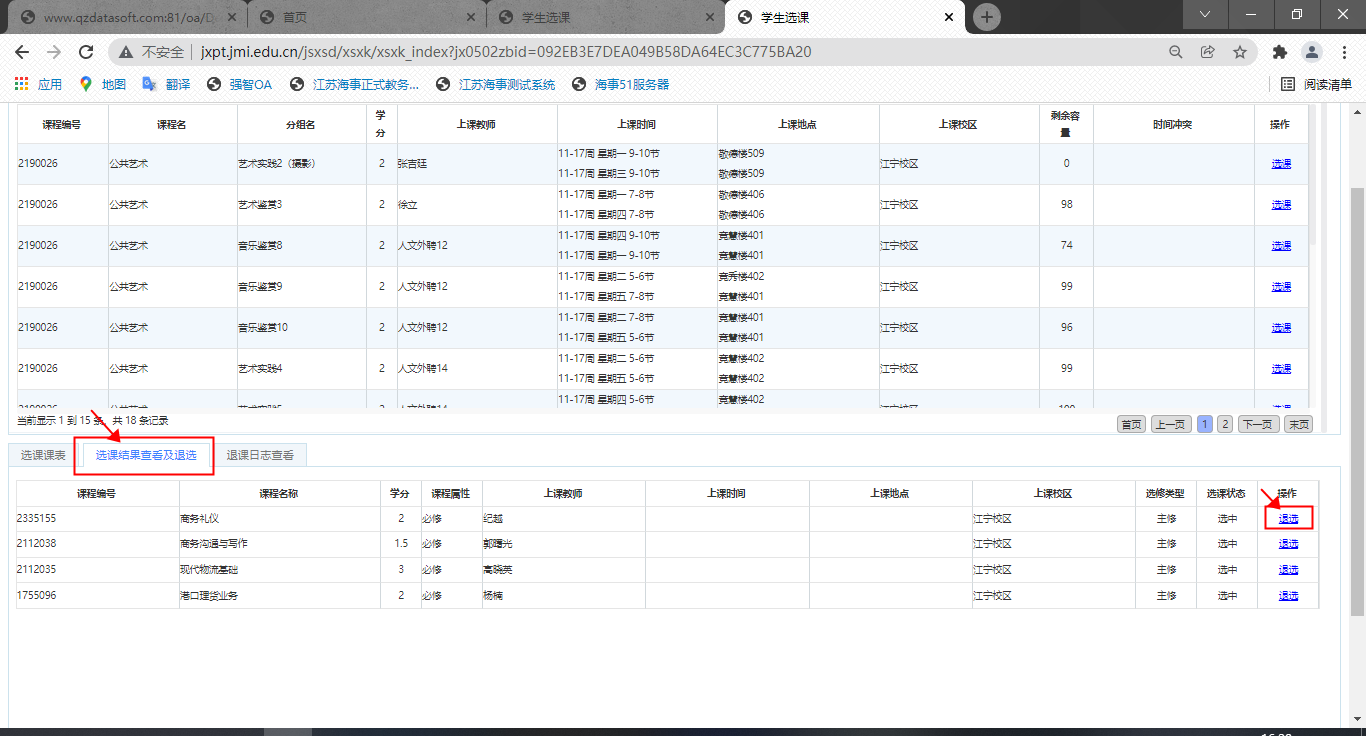 www.qzdatasoft.com:81/oa/D
首页
学生选课
学生选课
不安全 jxpt.jmi.edu.cn/jsxsd/xsxk/xsxk_index?jx0502zbid=092EB3E7DEA049B58DA64EC3C775BA20
应用 地图 翻译 强智OA 江苏海事正式教务... 江苏海事测试系统 海事51服务器 阅读清单
课程编号 课程名 分组名 学分 上课教师 上课时间 上课地点 上课校区 剩余容量 时间冲突 操作
2190026 公共艺术 艺术实践2（摄影） 2 张吉廷 11-17周 星期一 9-10节 敬德楼509 江宁校区 0 选课
11-17周 星期三 9-10节 敬德楼509
2190026 公共艺术 艺术鉴赏3 2 徐立 11-17周 星期一 7-8节 敬德楼406 江宁校区 98 选课
11-17周 星期四 7-8节 敬德楼406
2190026 公共艺术 音乐鉴赏8 2 人文外聘12 11-17周 星期四 9-10节 竞慧楼401 江宁校区 74 选课
11-17周 星期一 9-10节 竞慧楼401
2190026 公共艺术 音乐鉴赏9 2 人文外聘12 11-17周 星期二 5-6节 竞秀楼402 江宁校区 99 选课
11-17周 星期五 7-8节 竞慧楼401
2190026 公共艺术 音乐鉴赏10 2 人文外聘12 11-17周 星期二 7-8节 竞慧楼401 江宁校区 96 选课
11-17周 星期五 5-6节 竞慧楼401
2190026 公共艺术 艺术实践4 2 人文外聘14 11-17周 星期二 5-6节 竞慧楼402 江宁校区 99 选课
11-17周 星期五 5-6节 竞慧楼402
11-17周 星期四 5-6节 竞慧楼402
当前显示 1 到 15 条，共 18 条记录 首页 上一页 1 2 下一页 末页
选课课表 选课结果查看及退选 退课日志查看
课程编号 课程名称 学分 课程属性 上课教师 上课时间 上课地点 上课校区 选修类型 选课状态 操作
2335155 商务礼仪 2 必修 纪越 江宁校区 主修 选中 退选
2112038 商务沟通与写作 1.5 必修 郭曙光 江宁校区 主修 选中 退选
2112035 现代物流基础 3 必修 高晓英 江宁校区 主修 选中 退选
1755096 港口理货业务 2 必修 杨楠 江宁校区 主修 选中 退选